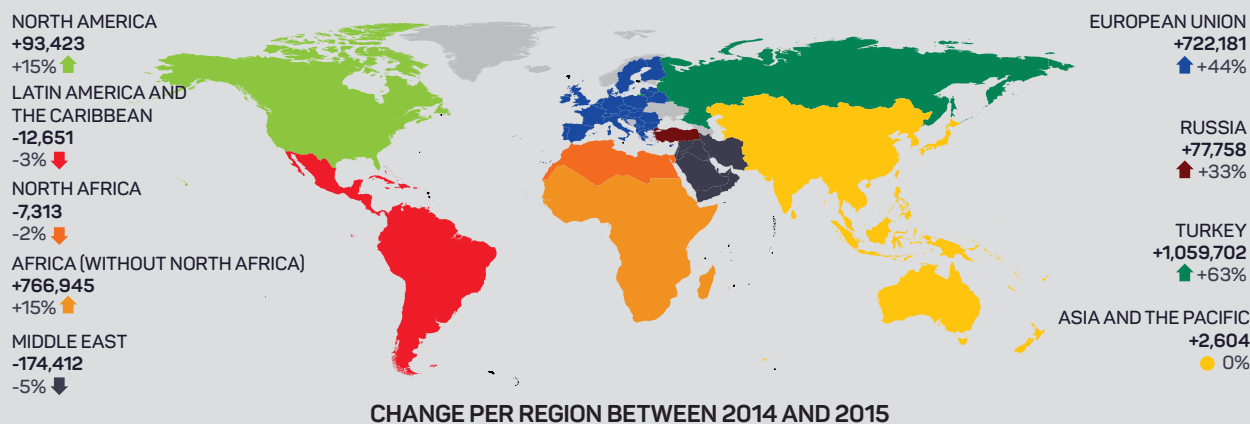 NORTH AMERICA
+93,423
+15%
LATIN AMERICA AND
THE CARIBBEAN
-12,651
-3%
NORTH AFRICA
-7,313
-2%
AFRICA (WITHOUT NORTH AFRICA)
+766,945
+15%
MIDDLE EAST
-174,412
-5%
EUROPEAN UNION
+722,181
+44%
RUSSIA
+77,758
+33%
TURKEY
+1,059,702
+63%
ASIA AND THE PACIFIC
+2,604
0%
CHANGE PER REGION BETWEEN 2014 AND 2015